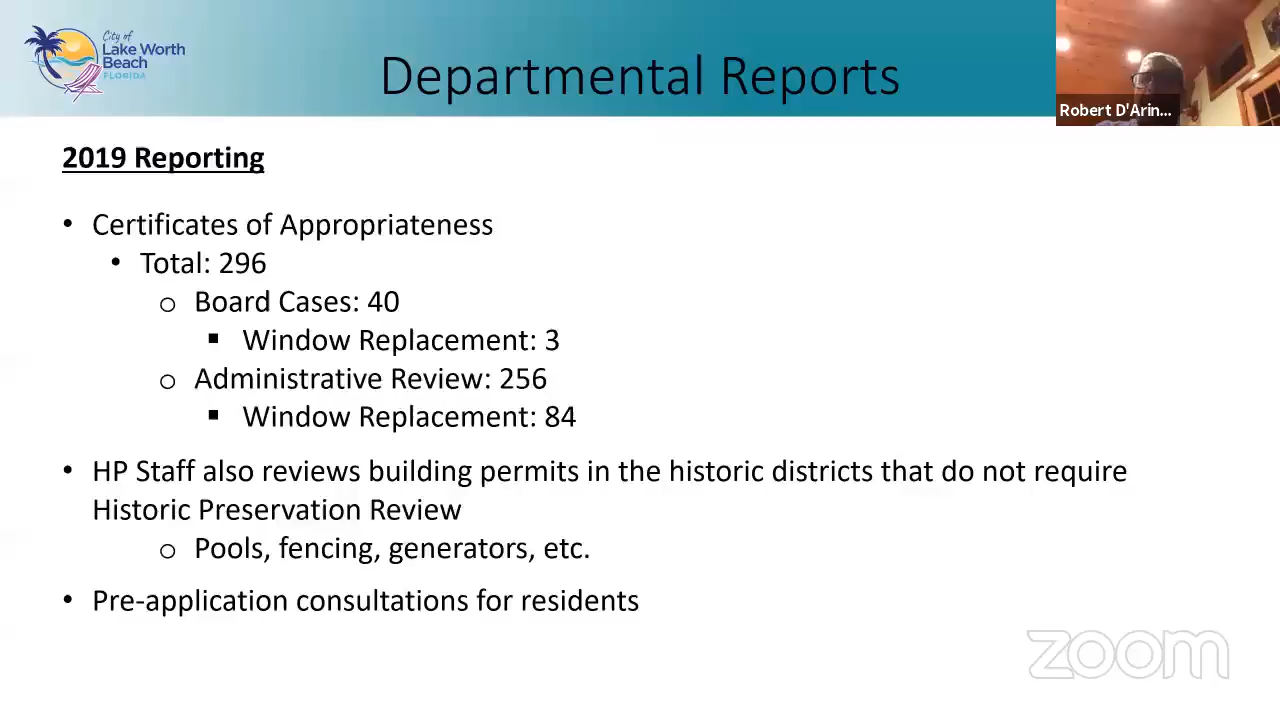 City of
Lake Worth
Beach
FLORIDA
Departmental Reports
Robert D'Arin...
2019 Reporting
• Certificates of Appropriateness
• Total: 296
o Board Cases: 40
▪ Window Replacement: 3
o Administrative Review: 256
▪ Window Replacement: 84
• HP Staff also reviews building permits in the historic districts that do not require
Historic Preservation Review
o Pools, fencing, generators, etc.
• Pre-application consultations for residents
zoom